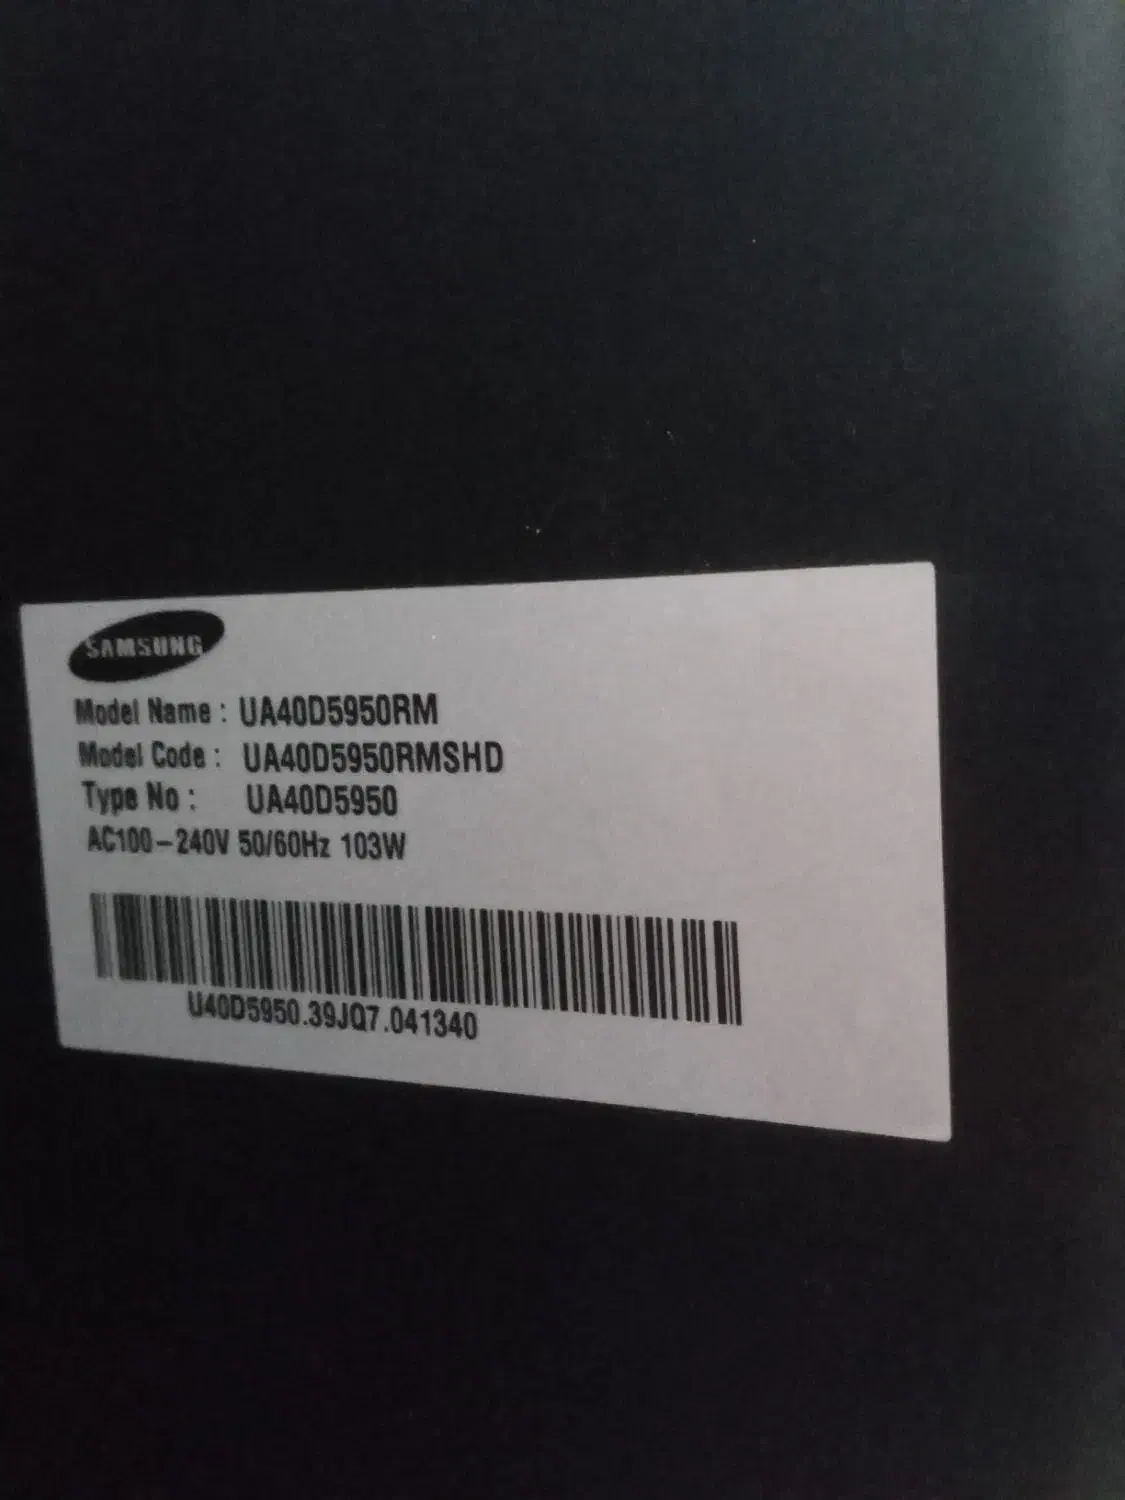 SAMSUNG
Model Name : UA40D5950RM
Model Code : UA40D5950RMSHD
Type No : UA40D5950
AC100-240V 50/60Hz 103W
U40D5950.39JQ7.041340